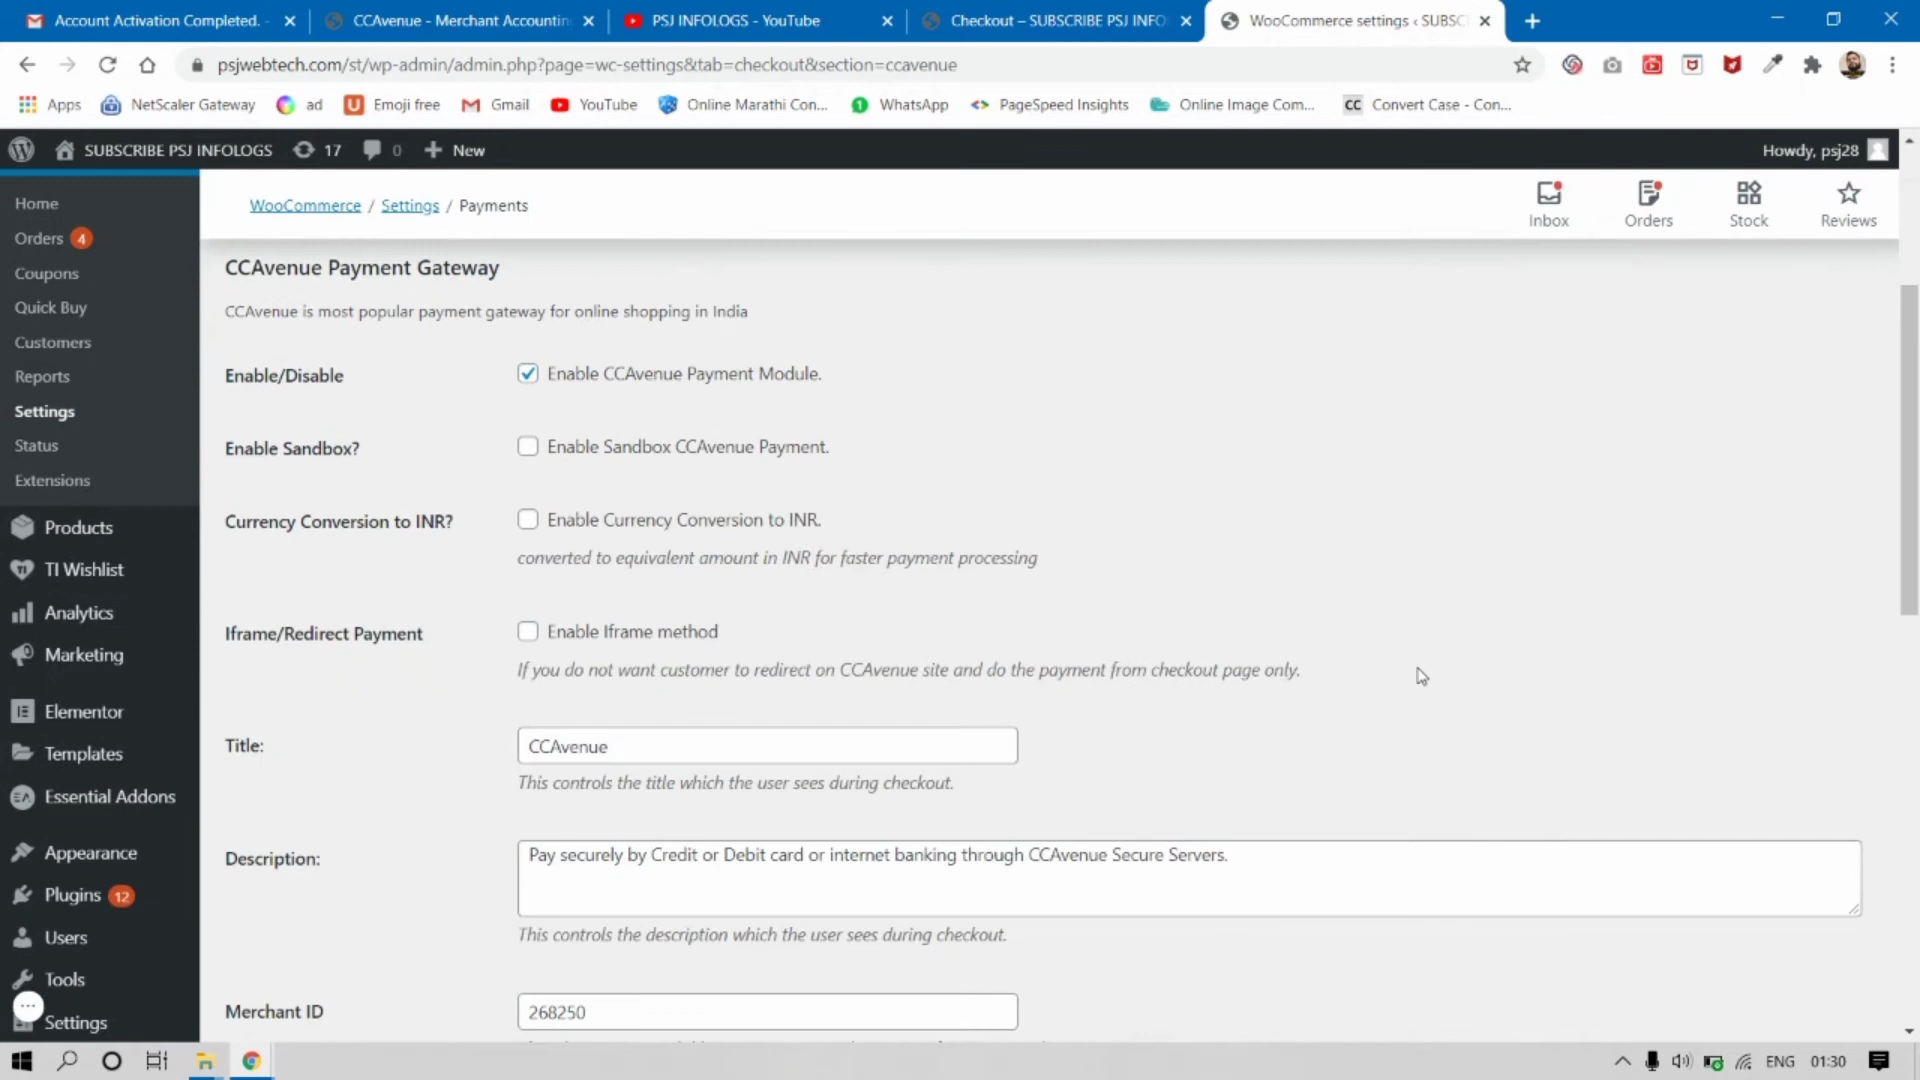 Account Activation Completed. -
CCAvenue - Merchant Accountin
PSJ INFOLOGS - YouTube
Checkout – SUBSCRIBE PSJ INFO
WooCommerce settings ‹ SUBSC
psjwebtech.com/st/wp-admin/admin.php?page=wc-settings&tab=checkout&section=ccavenue
Apps
NetScaler Gateway
ad
Emoji free
Gmail
YouTube
Online Marathi Con...
WhatsApp
PageSpeed Insights
Online Image Com...
CC Convert Case - Con...
SUBSCRIBE PSJ INFOLOGS 17 0 New
Howdy, psj28
Home
Orders 4
Coupons
Quick Buy
Customers
Reports
Settings
Status
Extensions
Products
TI Wishlist
Analytics
Marketing
Elementor
Templates
Essential Addons
Appearance
Plugins 12
Users
Tools
Settings
WooCommerce / Settings / Payments
Inbox
Orders
Stock
Reviews
CCAvenue Payment Gateway
CCAvenue is most popular payment gateway for online shopping in India
Enable/Disable
Enable CCAvenue Payment Module.
Enable Sandbox?
Enable Sandbox CCAvenue Payment.
Currency Conversion to INR?
Enable Currency Conversion to INR.
converted to equivalent amount in INR for faster payment processing
Iframe/Redirect Payment
Enable Iframe method
If you do not want customer to redirect on CCAvenue site and do the payment from checkout page only.
Title:
CCAvenue
This controls the title which the user sees during checkout.
Description:
Pay securely by Credit or Debit card or internet banking through CCAvenue Secure Servers.
This controls the description which the user sees during checkout.
Merchant ID
268250
ENG
01:30